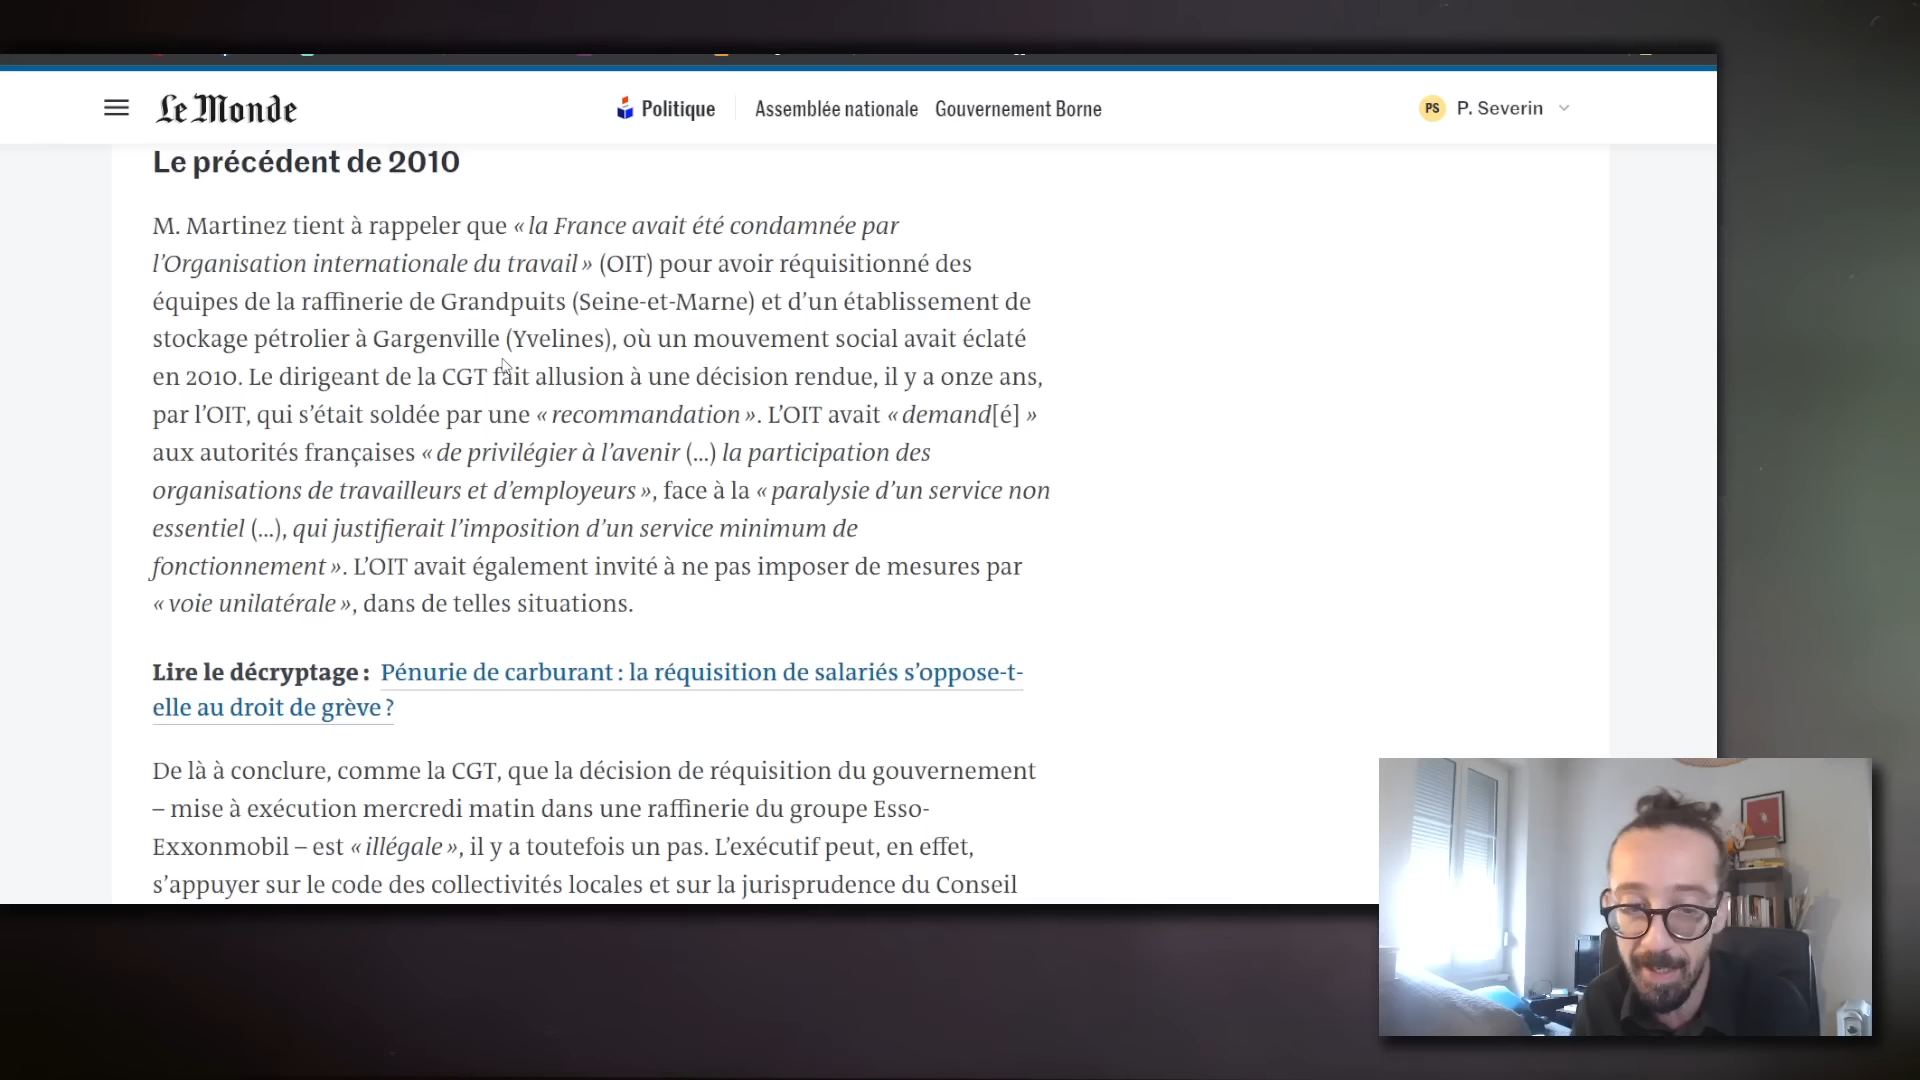 Le Monde
Politique
Assemblée nationale
Gouvernement Borne
PS
P. Severin
Le précédent de 2010
M. Martinez tient à rappeler que « la France avait été condamnée par
l’Organisation internationale du travail » (OIT) pour avoir réquisitionné des
équipes de la raffinerie de Grandpuits (Seine-et-Marne) et d’un établissement de
stockage pétrolier à Gargenville (Yvelines), où un mouvement social avait éclaté
en 2010. Le dirigeant de la CGT fait allusion à une décision rendue, il y a onze ans,
par l’OIT, qui s’était soldée par une « recommandation ». L’OIT avait « demand[é] »
aux autorités françaises « de privilégier à l’avenir (...) la participation des
organisations de travailleurs et d’employeurs », face à la « paralysie d’un service non
essentiel (...), qui justifierait l’imposition d’un service minimum de
fonctionnement ». L’OIT avait également invité à ne pas imposer de mesures par
« voie unilatérale », dans de telles situations.
Lire le décryptage : Pénurie de carburant : la réquisition de salariés s’oppose-t-
elle au droit de grève ?
De là à conclure, comme la CGT, que la décision de réquisition du gouvernement
– mise à exécution mercredi matin dans une raffinerie du groupe Esso-
Exxonmobil – est « illégale », il y a toutefois un pas. L’exécutif peut, en effet,
s’appuyer sur le code des collectivités locales et sur la jurisprudence du Conseil